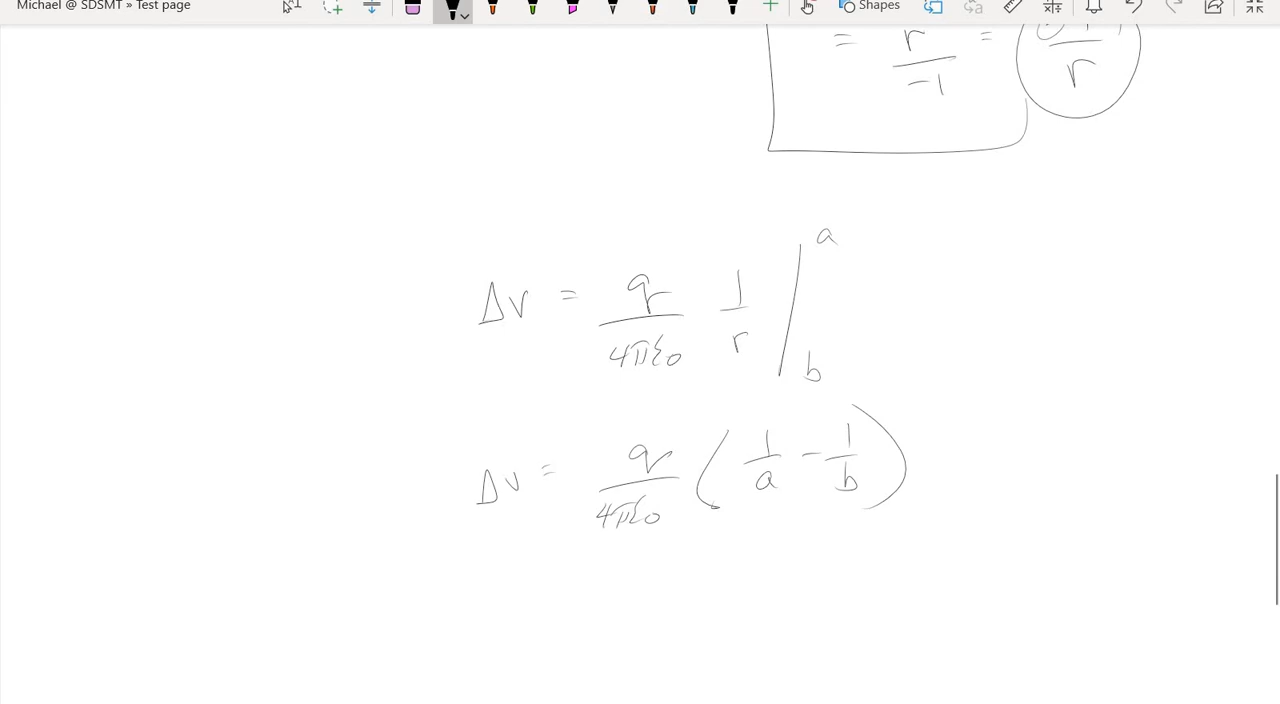 Michael @ SDSMT » Test page
Shapes
= r/-1 = /r
Δv = q/4πε0 1/r | a b
Δv = q/4πε0 (1/a - 1/b)